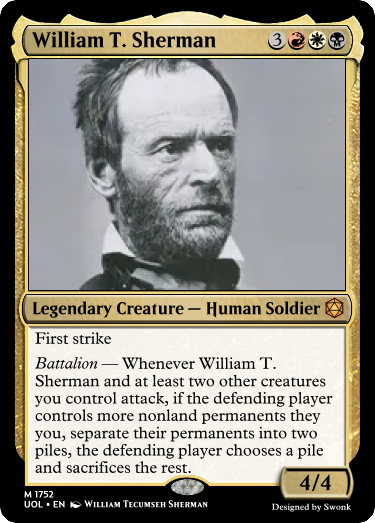 William T. Sherman 3
Legendary Creature — Human Soldier
First strike
Battalion — Whenever William T.
Sherman and at least two other creatures
you control attack, if the defending player
controls more nonland permanents they
you, separate their permanents into two
piles, the defending player chooses a pile
and sacrifices the rest.
4/4
M 1752
UOL • EN William Tecumseh Sherman
Designed by Swonk